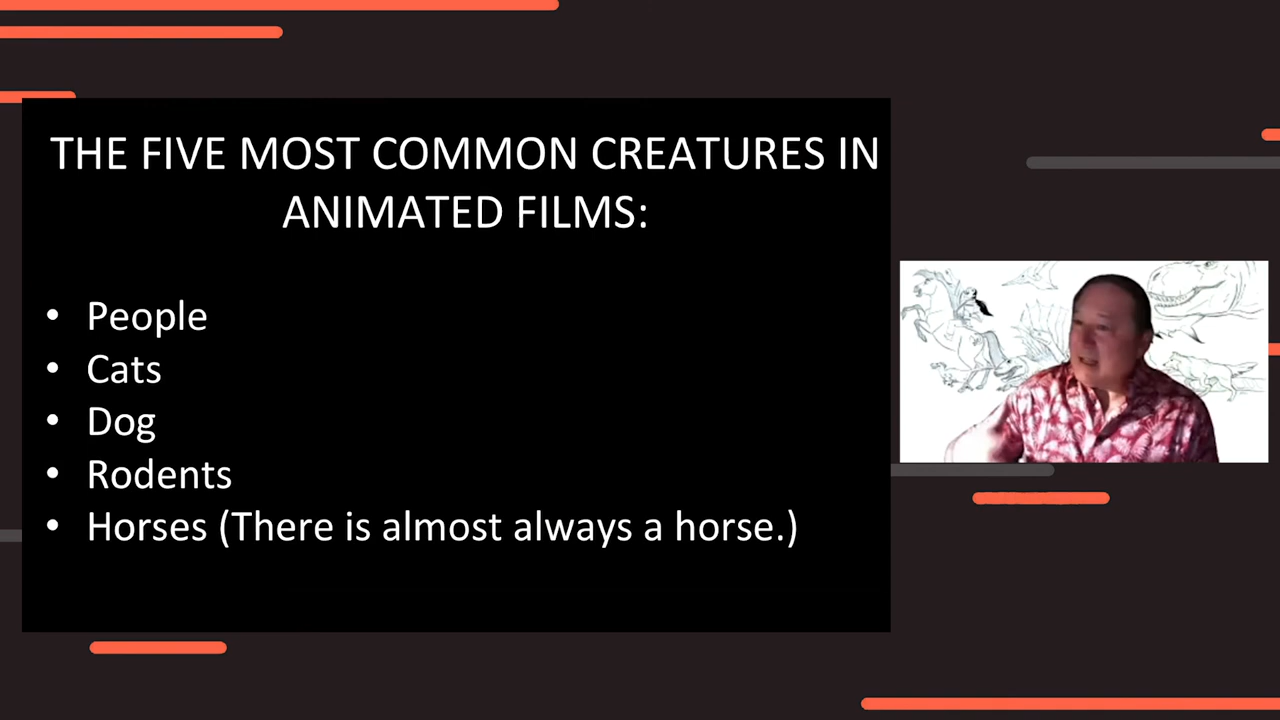 THE FIVE MOST COMMON CREATURES IN
ANIMATED FILMS:
• People
• Cats
• Dog
• Rodents
• Horses (There is almost always a horse.)